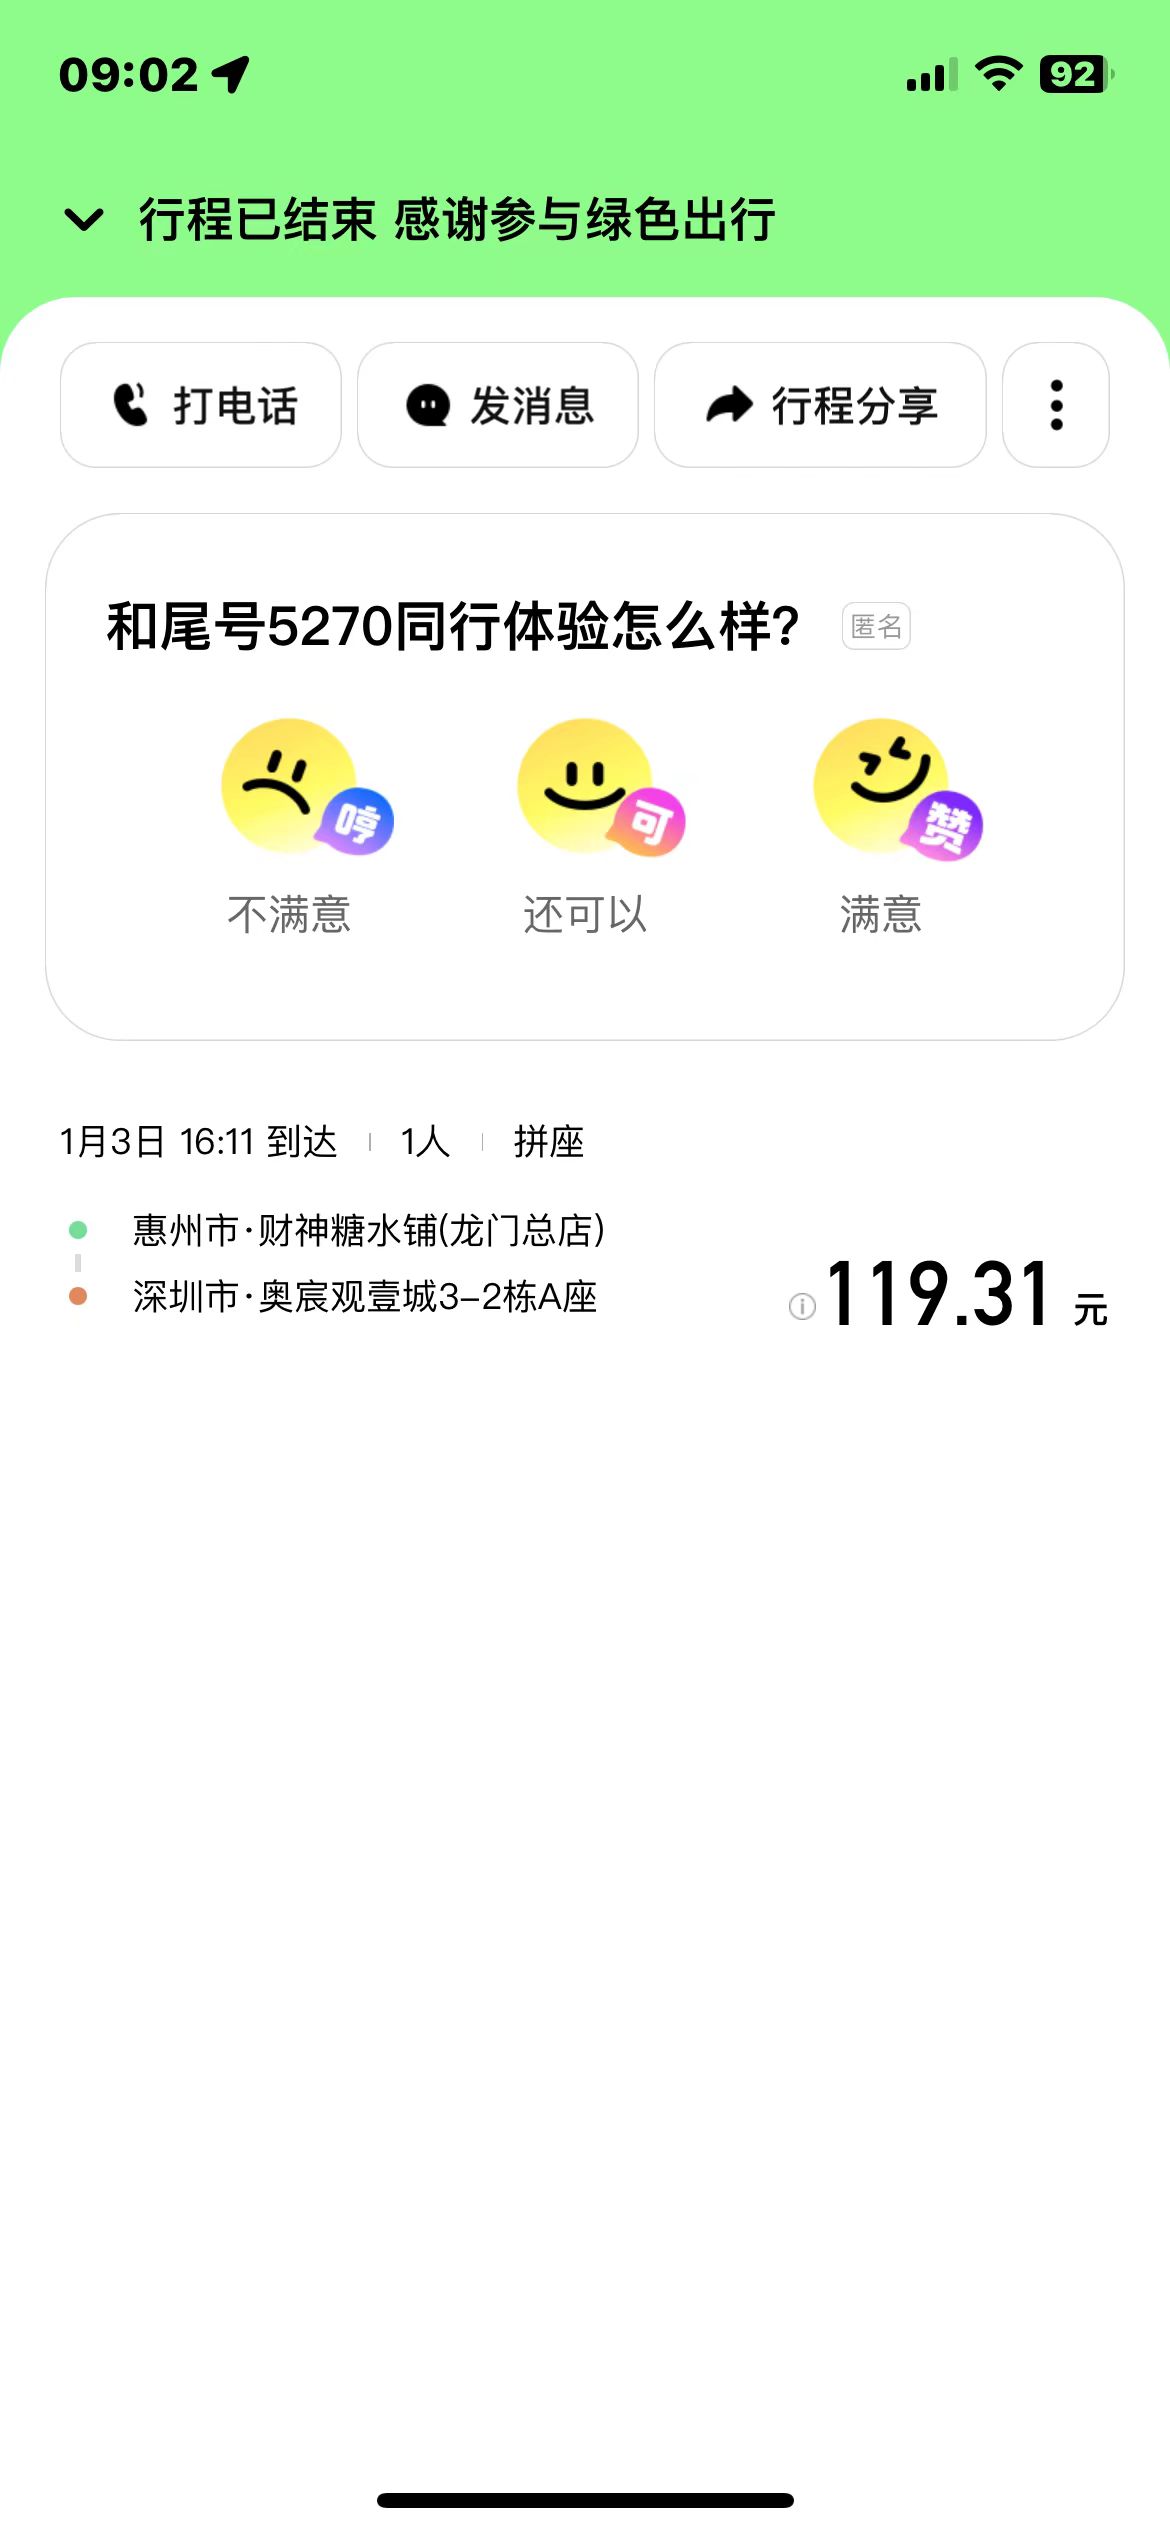 09:02 92
行程已结束 感谢参与绿色出行
打电话 发消息 行程分享
和尾号5270同行体验怎么样? 匿名
哼 可 赞
不满意 还可以 满意
1月3日 16:11 到达 1人 拼座
惠州市·财神糖水铺(龙门总店)
深圳市·奥宸观壹城3-2栋A座
119.31 元